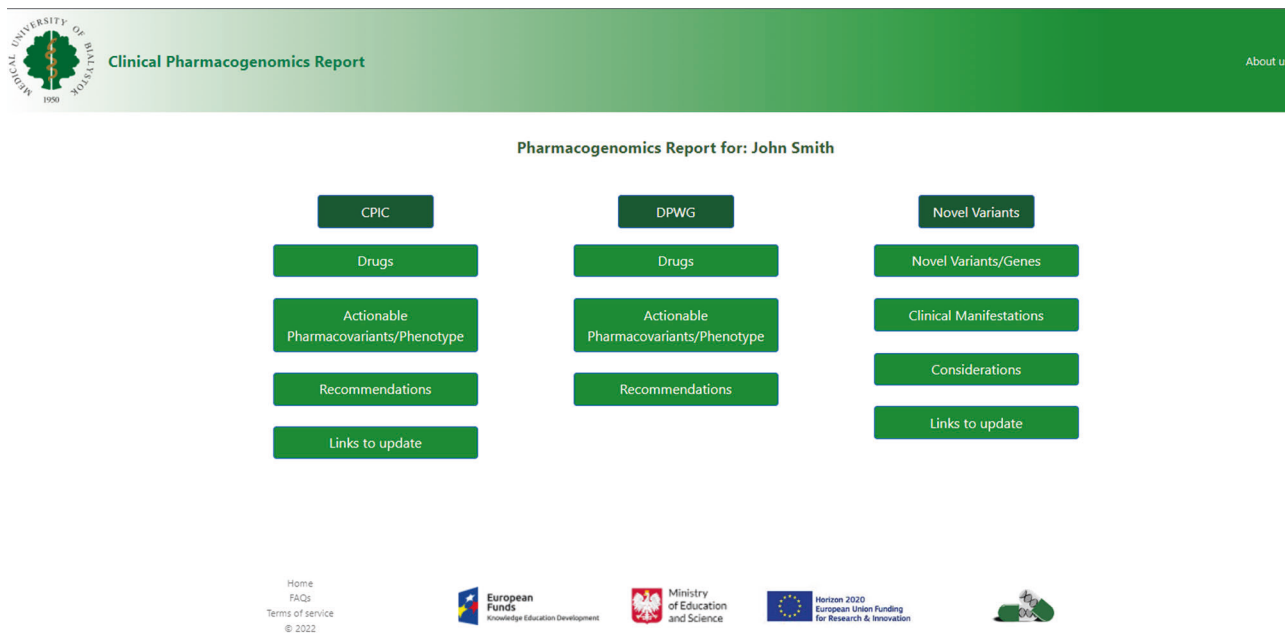 MEDICAL UNIVERSITY OF BIALYSTOK
1950
Clinical Pharmacogenomics Report
About u
Pharmacogenomics Report for: John Smith
CPIC
DPWG
Novel Variants
Drugs
Drugs
Novel Variants/Genes
Actionable
Pharmacovariants/Phenotype
Actionable
Pharmacovariants/Phenotype
Clinical Manifestations
Recommendations
Recommendations
Considerations
Links to update
Links to update
Home
FAQs
Terms of service
© 2022
European
Funds
Knowledge Education Development
Ministry
of Education
and Science
Horizon 2020
European Union Funding
for Research & Innovation